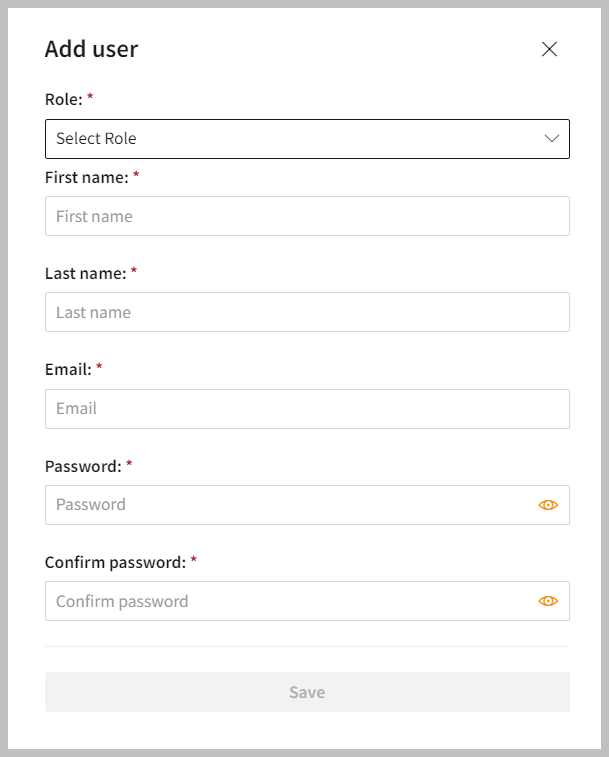 Add user
Role: *
Select Role
First name: *
First name
Last name: *
Last name
Email: *
Email
Password: *
Password
Confirm password: *
Confirm password
Save